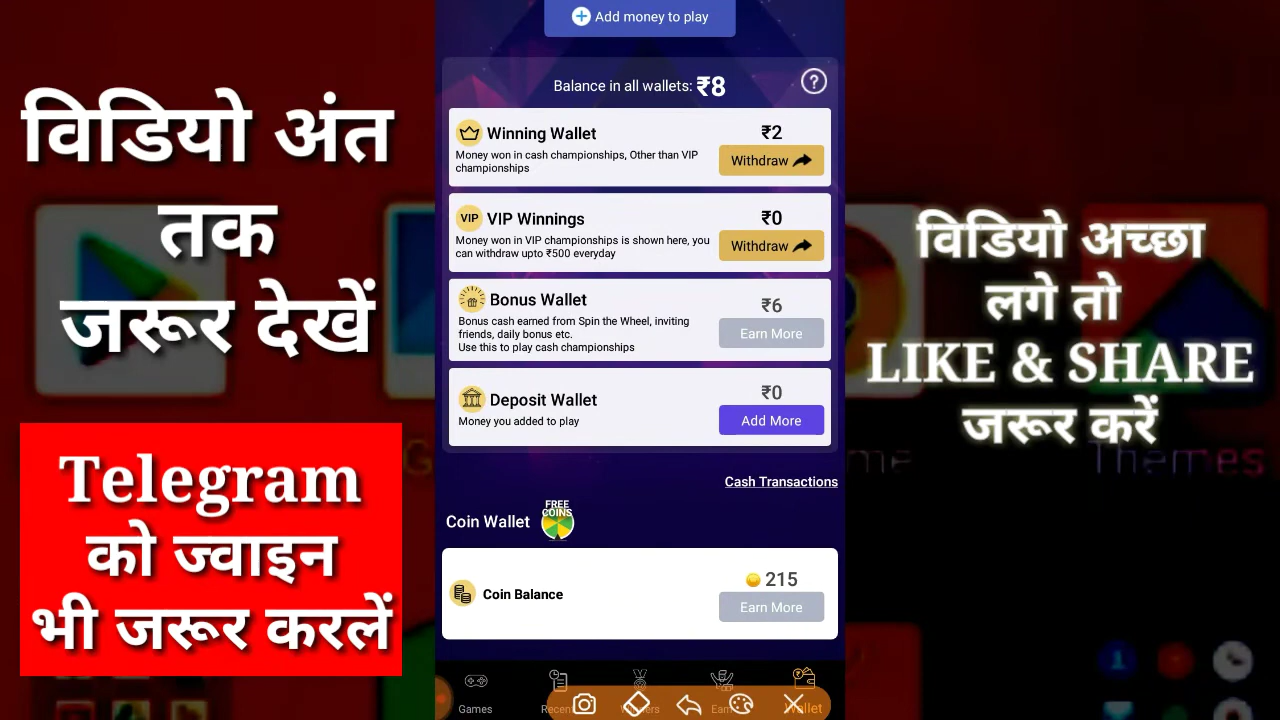 विडियो अंत
तक
जरूर देखें
Telegram
को ज्वाइन
भी जरूर करलें
Add money to play
Balance in all wallets: ₹8
?
Winning Wallet
₹2
Money won in cash championships, Other than VIP
championships
Withdraw
VIP
VIP Winnings
₹0
Money won in VIP championships is shown here, you
can withdraw upto ₹500 everyday
Withdraw
Bonus Wallet
₹6
Bonus cash earned from Spin the Wheel, inviting
friends, daily bonus etc.
Use this to play cash championships
Earn More
Deposit Wallet
₹0
Money you added to play
Add More
Cash Transactions
Coin Wallet
FREE
COINS
Coin Balance
215
Earn More
Games
Wallet
विडियो अच्छा
लगे तो
LIKE & SHARE
जरूर करें
Themes